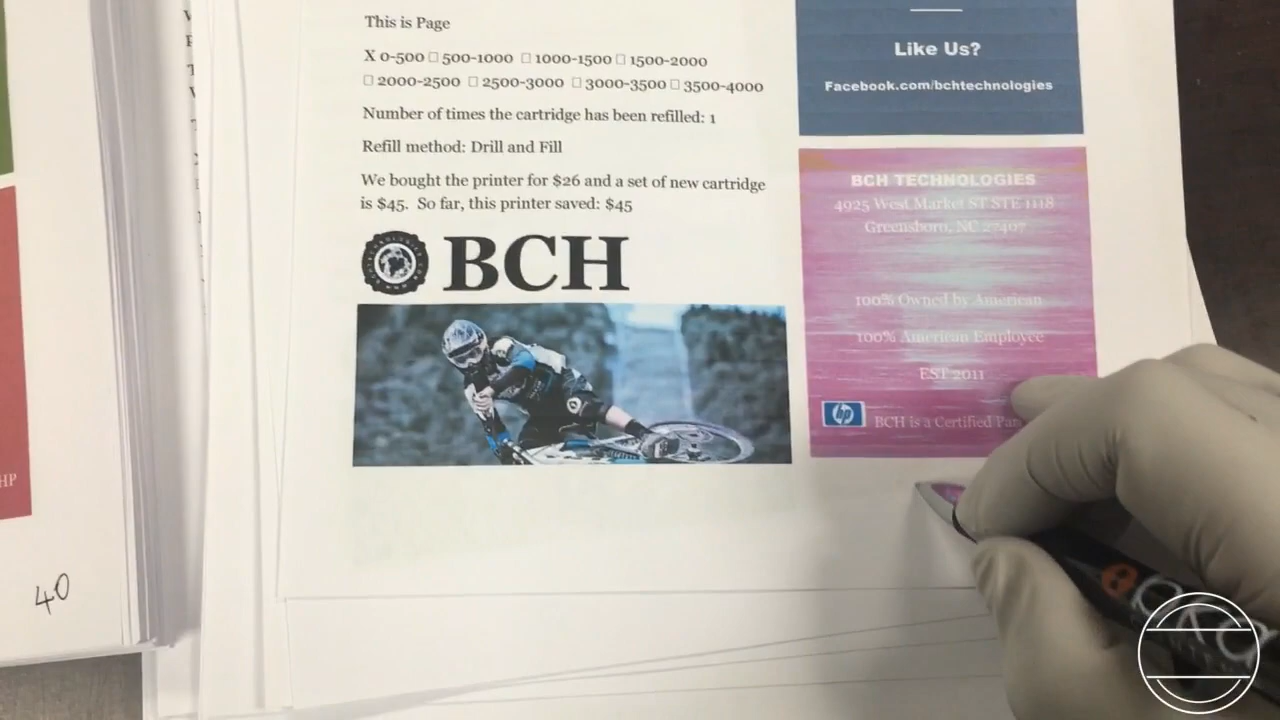 This is Page
X 0-500 □ 500-1000 □ 1000-1500 □ 1500-2000
□ 2000-2500 □ 2500-3000 □ 3000-3500 □ 3500-4000
Number of times the cartridge has been refilled: 1
Refill method: Drill and Fill
We bought the printer for $26 and a set of new cartridge
is $45. So far, this printer saved: $45
BCH
Like Us?
Facebook.com/bchtechnologies
BCH TECHNOLOGIES
4925 West Market ST STE 1118
Greensboro, NC 27407
100% Owned by American
100% American Employee
EST 2011
hp
BCH is a Certified
HP
40